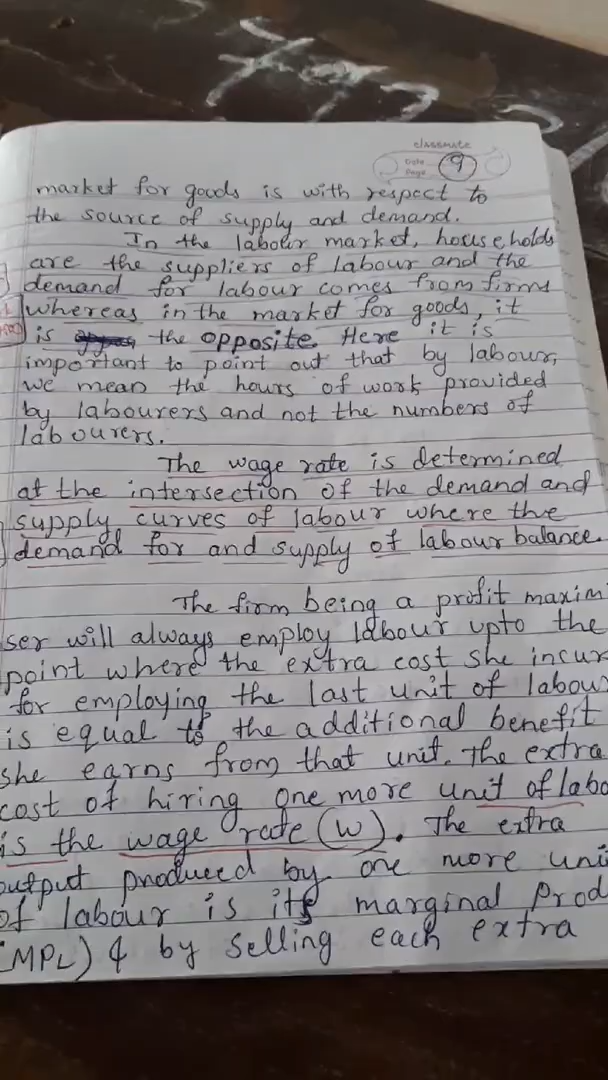 classmate
Date
Page 9
market for goods is with respect to
the source of supply and demand.
In the labour market, households
are the suppliers of labour and the
demand for labour comes from firms
whereas in the market for goods, it
is the opposite. Here it is
important to point out that by labour,
we mean the hours of work provided
by labourers and not the numbers of
labourers.
The wage rate is determined
at the intersection of the demand and
supply curves of labour where the
demand for and supply of labour balance.
The firm being a profit maxim
ser will always employ labour upto the
point where the extra cost she incur
for employing the last unit of labour
is equal to the additional benefit
she earns from that unit. The extra
cost of hiring one more unit of labo
is the wage rate (W). The extra
output produced by one more uni
of labour is its marginal prod
(MPL) & by selling each extra